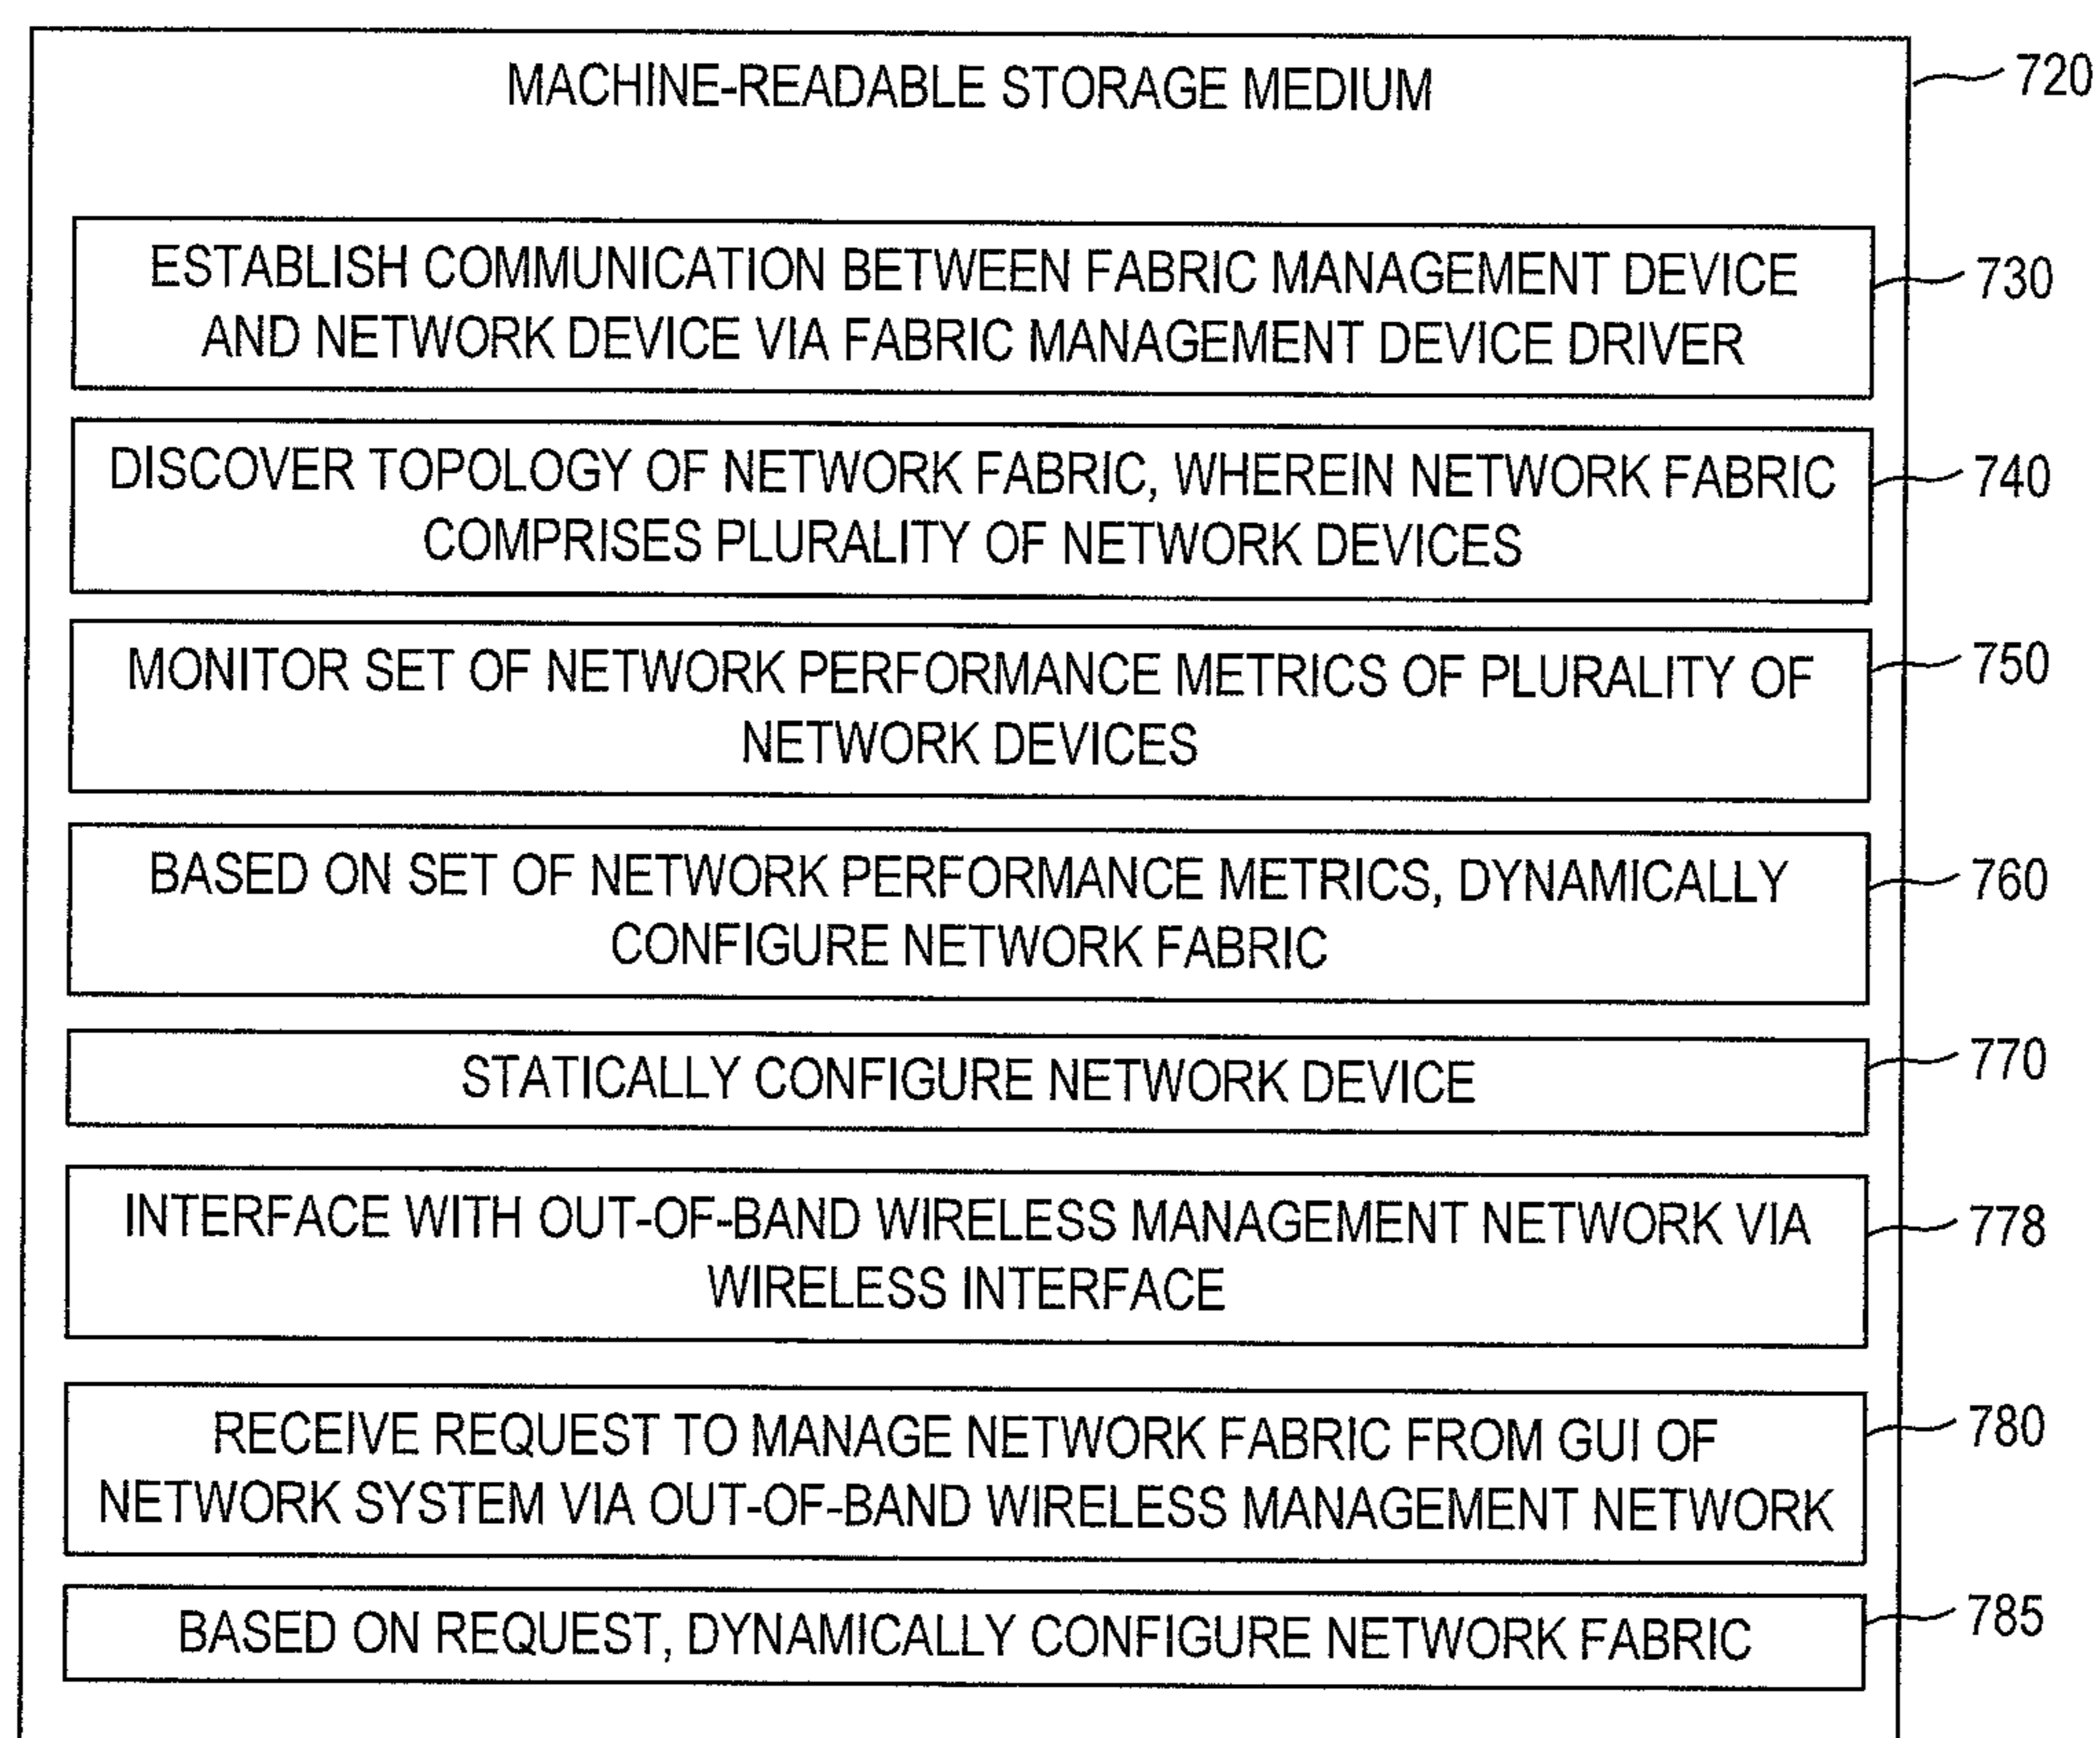 MACHINE-READABLE STORAGE MEDIUM
720
ESTABLISH COMMUNICATION BETWEEN FABRIC MANAGEMENT DEVICE
AND NETWORK DEVICE VIA FABRIC MANAGEMENT DEVICE DRIVER
730
DISCOVER TOPOLOGY OF NETWORK FABRIC, WHEREIN NETWORK FABRIC
COMPRISES PLURALITY OF NETWORK DEVICES
740
MONITOR SET OF NETWORK PERFORMANCE METRICS OF PLURALITY OF
NETWORK DEVICES
750
BASED ON SET OF NETWORK PERFORMANCE METRICS, DYNAMICALLY
CONFIGURE NETWORK FABRIC
760
STATICALLY CONFIGURE NETWORK DEVICE
770
INTERFACE WITH OUT-OF-BAND WIRELESS MANAGEMENT NETWORK VIA
WIRELESS INTERFACE
778
RECEIVE REQUEST TO MANAGE NETWORK FABRIC FROM GUI OF
NETWORK SYSTEM VIA OUT-OF-BAND WIRELESS MANAGEMENT NETWORK
780
BASED ON REQUEST, DYNAMICALLY CONFIGURE NETWORK FABRIC
785